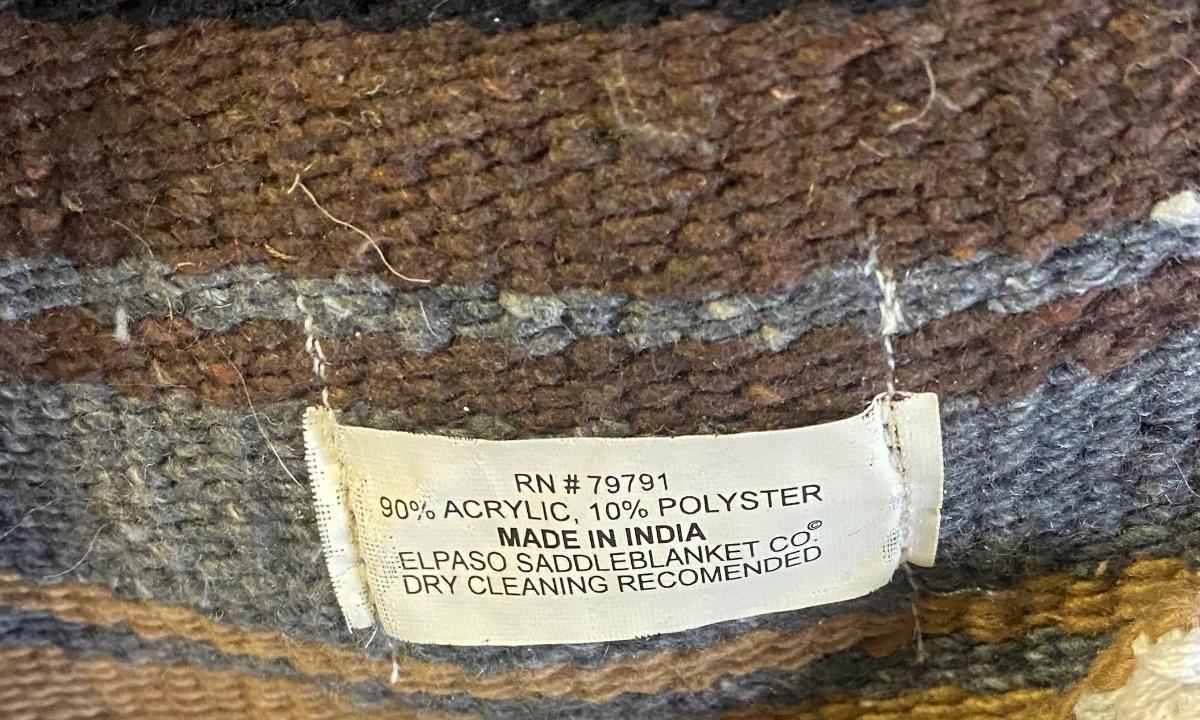 RN # 79791
90% ACRYLIC, 10% POLYSTER
MADE IN INDIA
ELPASO SADDLEBLANKET CO.©
DRY CLEANING RECOMENDED